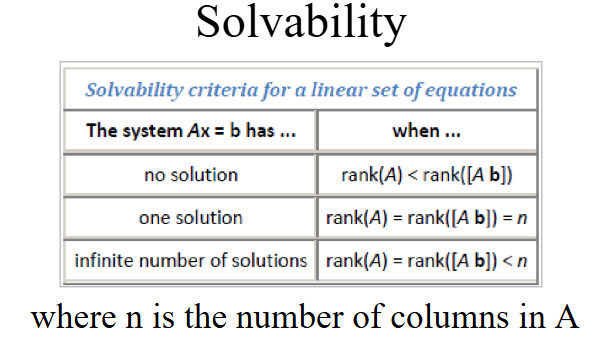 Solvability
Solvability criteria for a linear set of equations
The system Ax = b has ... when ...
no solution rank(A) < rank([A b])
one solution rank(A) = rank([A b]) = n
infinite number of solutions rank(A) = rank([A b]) < n
where n is the number of columns in A